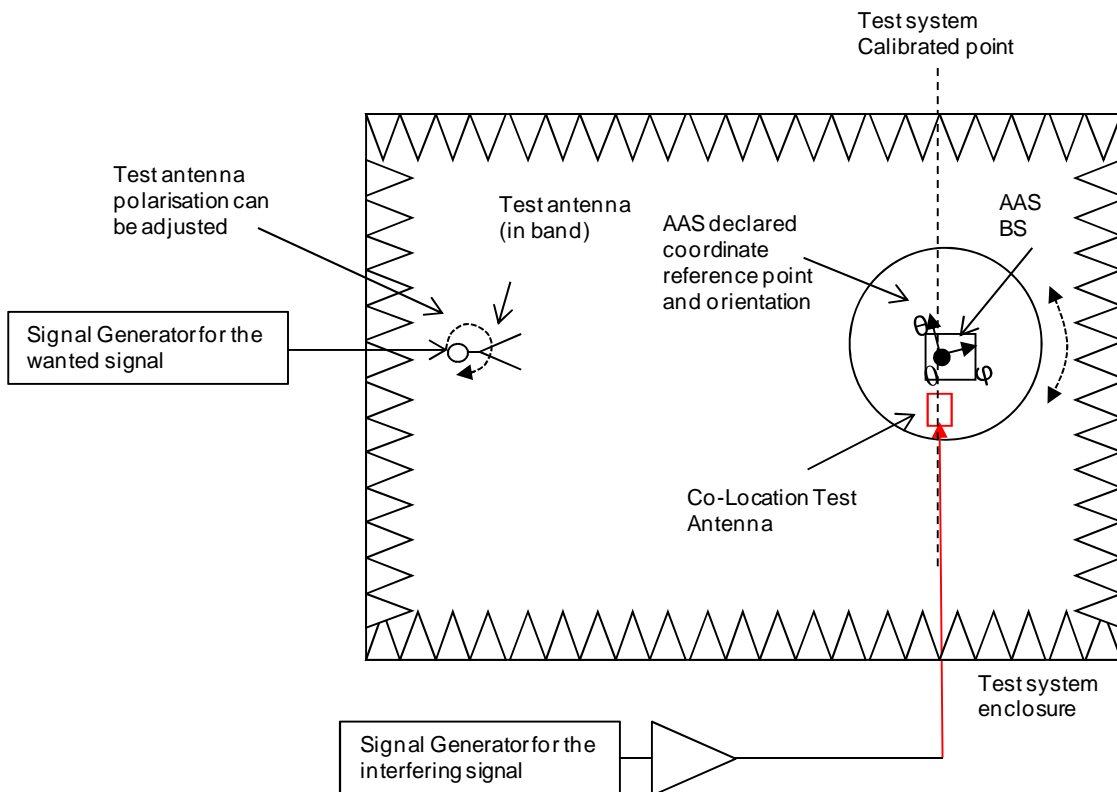 Test system
Calibrated point
Test antenna
polarisation can
be adjusted
Test antenna
(in band)
AAS declared
coordinate
reference point
and orientation
AAS
BS
Signal Generator for the
wanted signal
θ
0
φ
Co-Location Test
Antenna
Test system
enclosure
Signal Generator for the
interfering signal